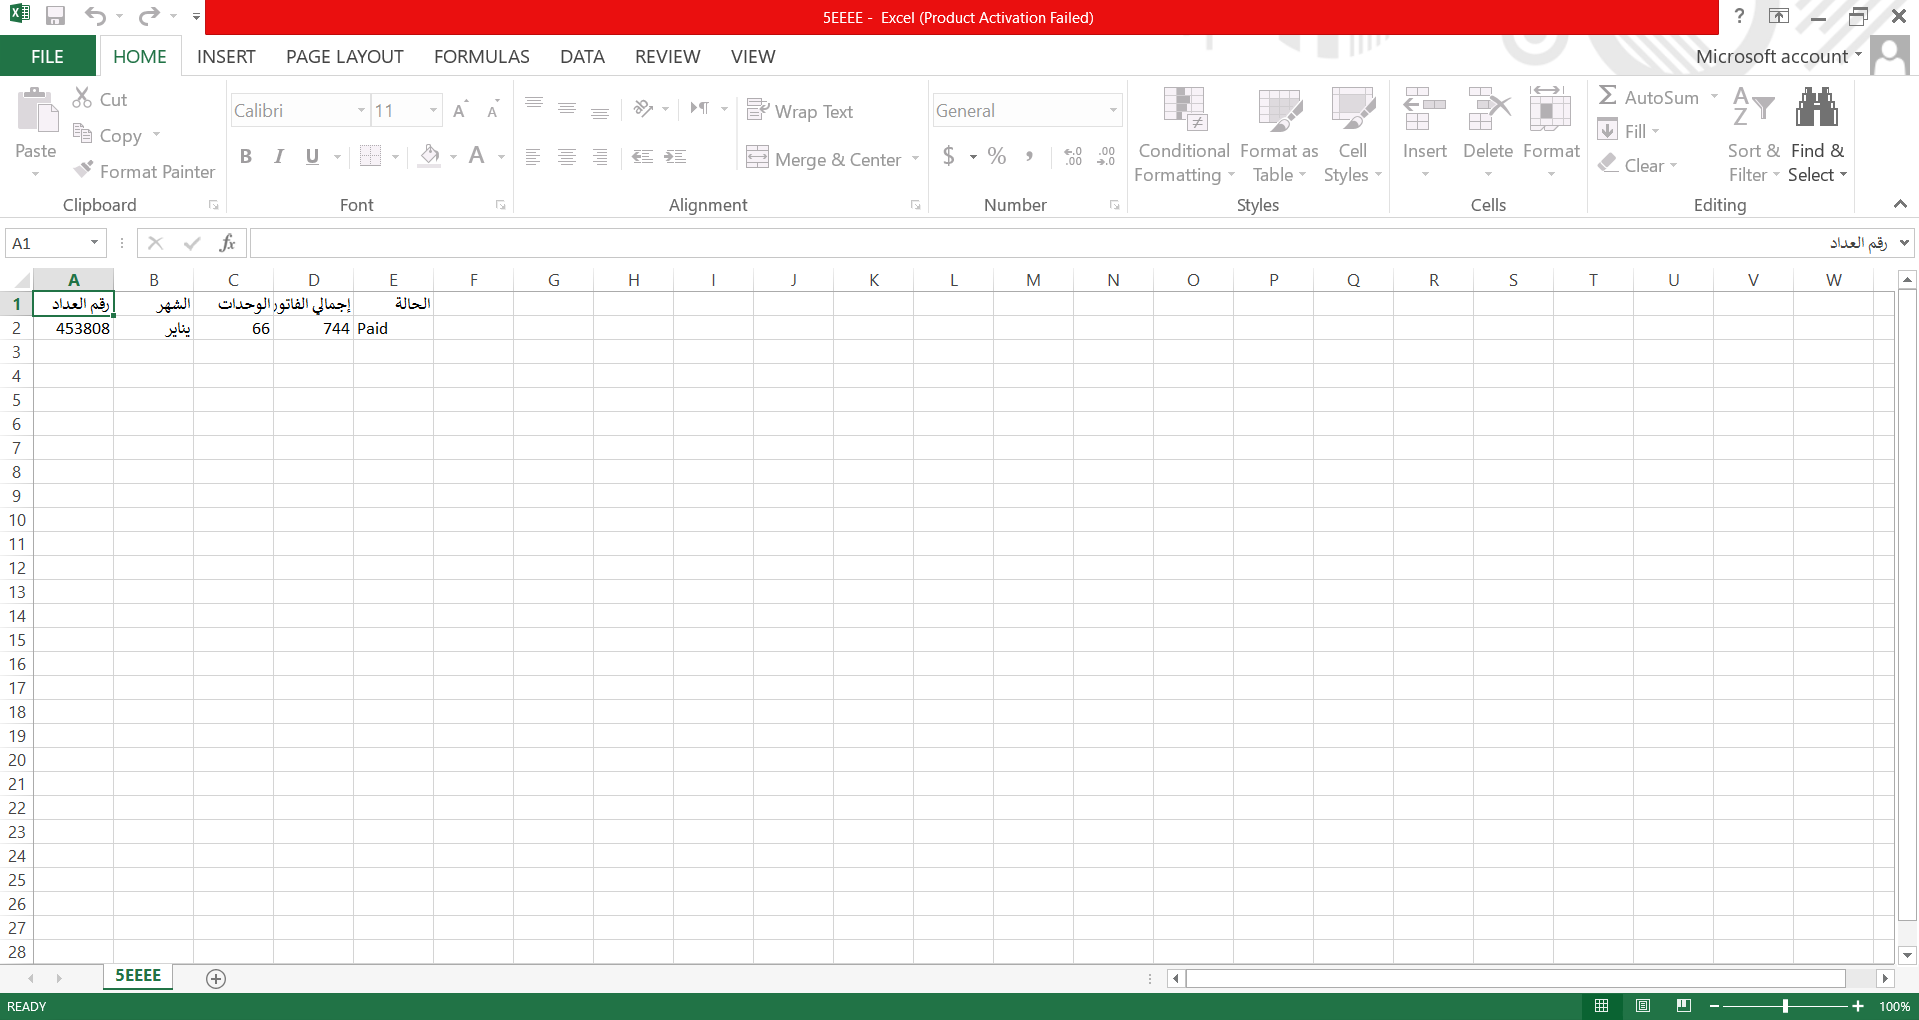 5EEEE - Excel (Product Activation Failed)
?
FILE HOME INSERT PAGE LAYOUT FORMULAS DATA REVIEW VIEW
Microsoft account
Paste
Cut
Copy
Format Painter
Clipboard
Calibri 11 A A
B I U A
Font
Wrap Text
Merge & Center
Alignment
General
$ % ,
.00 .00
Number
Conditional Formatting
Format as Table
Cell Styles
Styles
Insert
Delete
Format
Cells
AutoSum
Fill
Clear
Sort & Filter
Find & Select
Editing
A1 fx رقم العداد
A B C D E F G H I J K L M N O P Q R S T U V W
1 رقم العداد الشهر الوحدات إجمالي الفاتور الحالة
2 453808 يناير 66 744 Paid
3
4
5
6
7
8
9
10
11
12
13
14
15
16
17
18
19
20
21
22
23
24
25
26
27
28
5EEEE
READY 100%